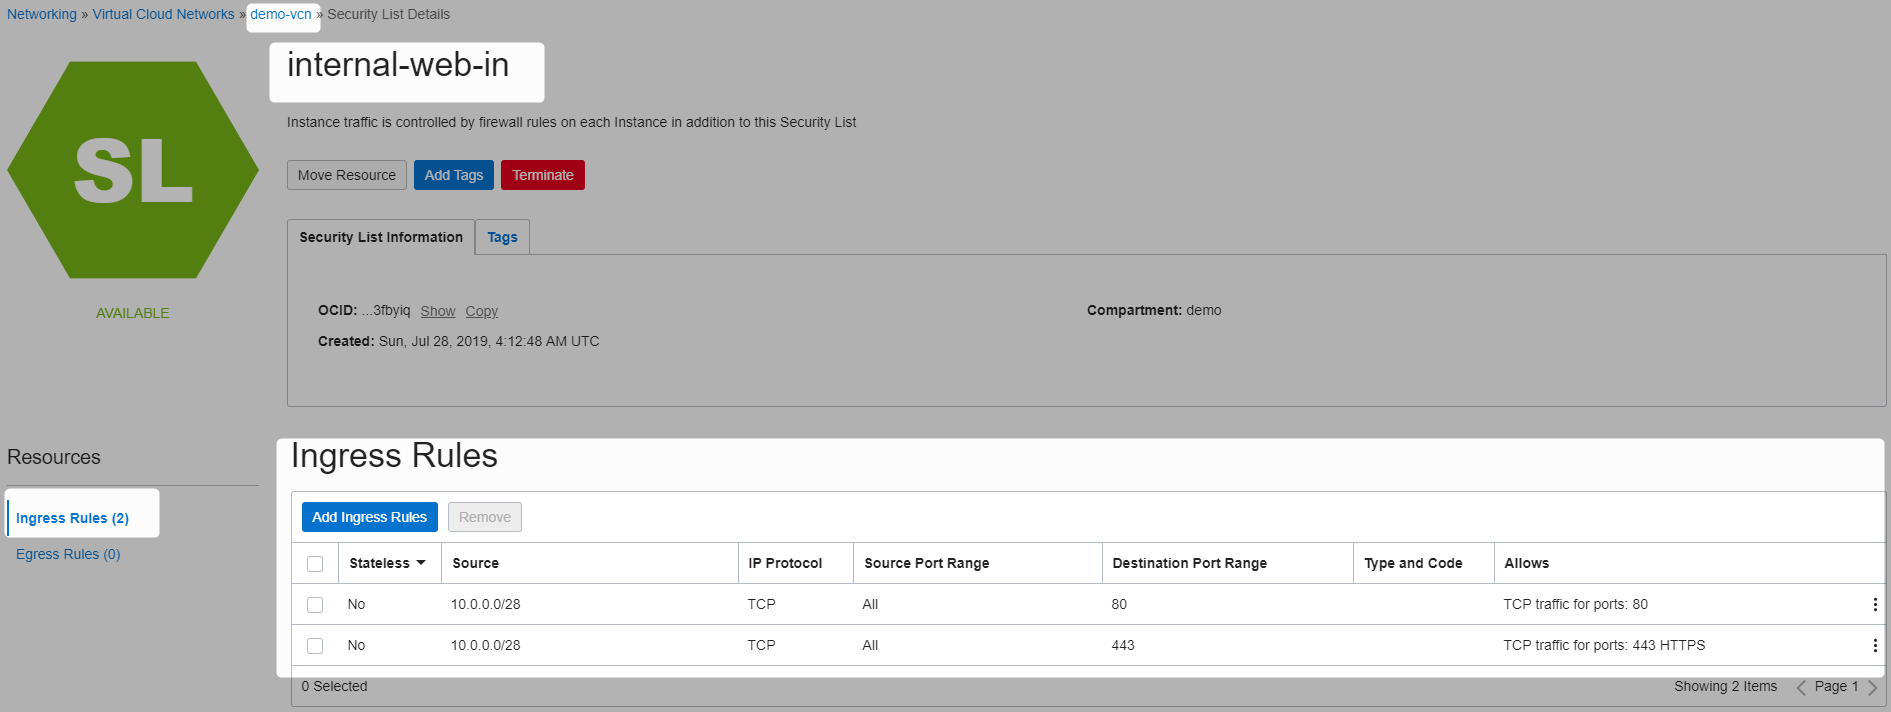 Networking » Virtual Cloud Networks » demo-vcn » Security List Details
internal-web-in
SL
Instance traffic is controlled by firewall rules on each Instance in addition to this Security List
Move Resource Add Tags Terminate
Security List Information Tags
AVAILABLE
OCID: ...3fbyiq Show Copy Compartment: demo
Created: Sun, Jul 28, 2019, 4:12:48 AM UTC
Resources
Ingress Rules (2)
Egress Rules (0)
Ingress Rules
Add Ingress Rules Remove
Stateless Source IP Protocol Source Port Range Destination Port Range Type and Code Allows
No 10.0.0.0/28 TCP All 80 TCP traffic for ports: 80
No 10.0.0.0/28 TCP All 443 TCP traffic for ports: 443 HTTPS
0 Selected Showing 2 Items Page 1